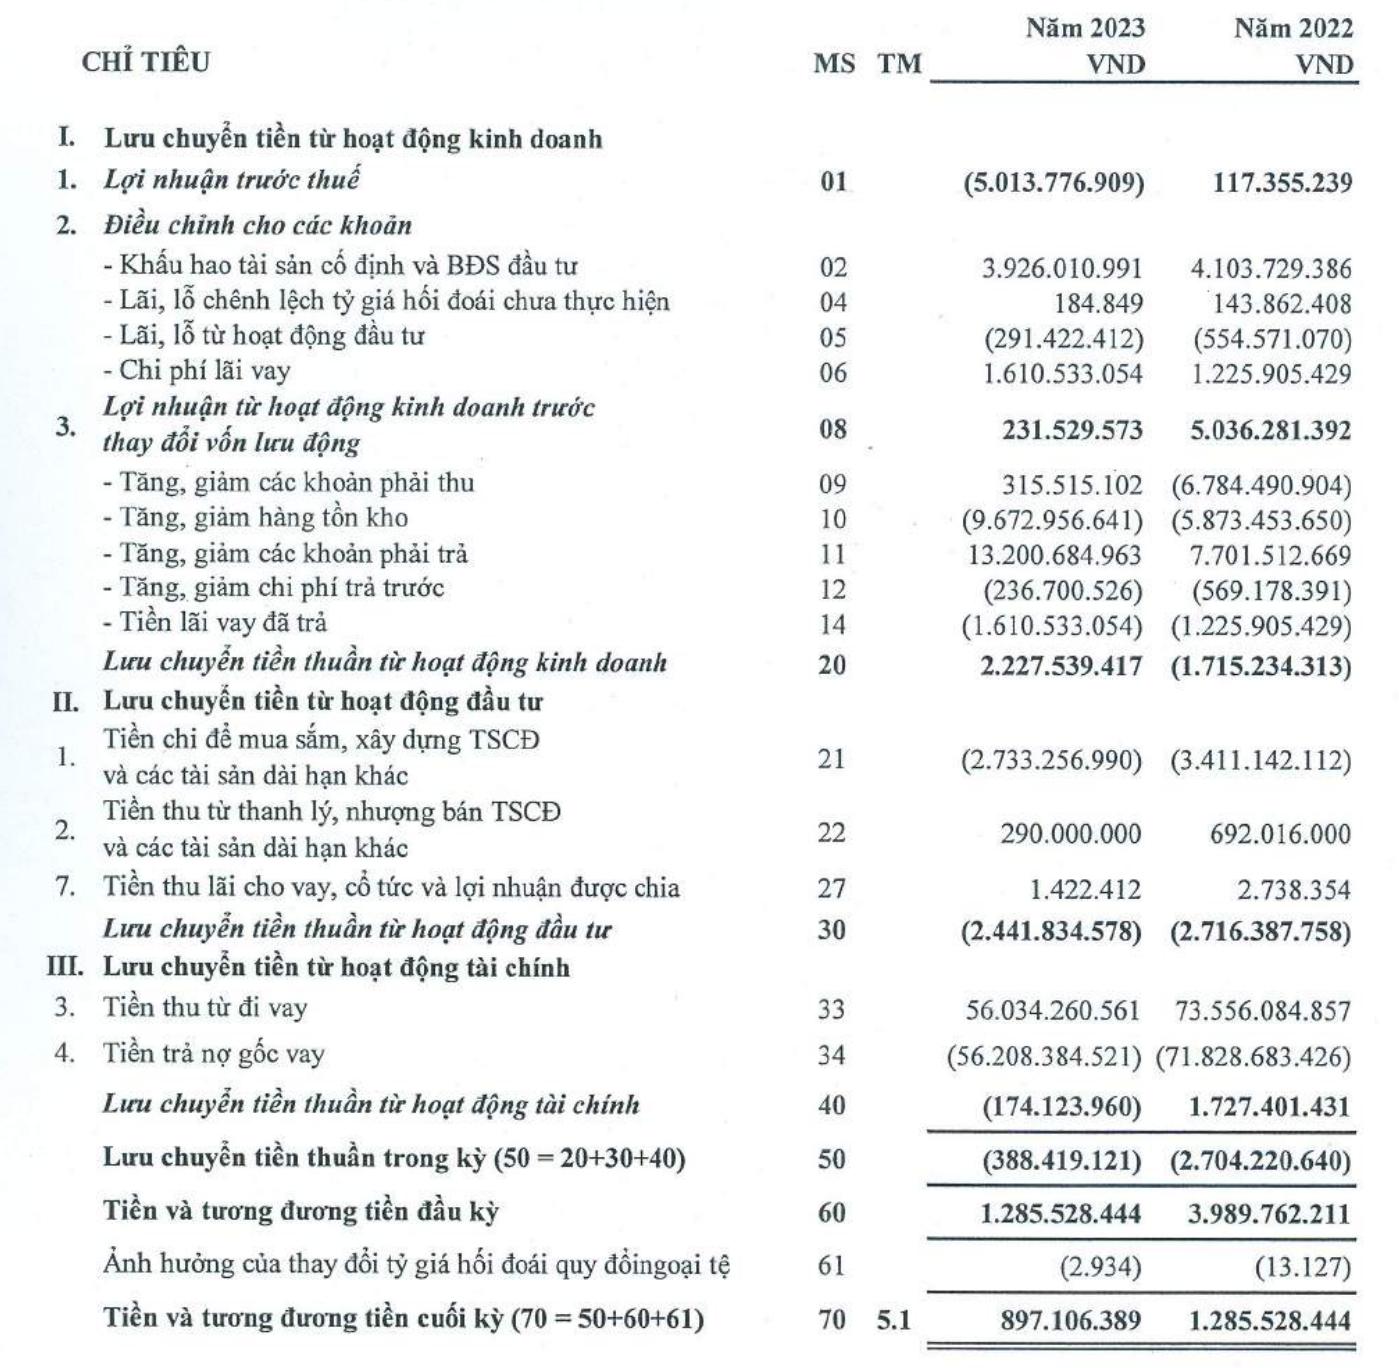 Năm 2023 Năm 2022
CHỈ TIÊU MS TM VND VND
I. Lưu chuyển tiền từ hoạt động kinh doanh
1. Lợi nhuận trước thuế 01 (5.013.776.909) 117.355.239
2. Điều chỉnh cho các khoản
- Khấu hao tài sản cố định và BĐS đầu tư 02 3.926.010.991 4.103.729.386
- Lãi, lỗ chênh lệch tỷ giá hối đoái chưa thực hiện 04 184.849 143.862.408
- Lãi, lỗ từ hoạt động đầu tư 05 (291.422.412) (554.571.070)
- Chi phí lãi vay 06 1.610.533.054 1.225.905.429
3. Lợi nhuận từ hoạt động kinh doanh trước
thay đổi vốn lưu động 08 231.529.573 5.036.281.392
- Tăng, giảm các khoản phải thu 09 315.515.102 (6.784.490.904)
- Tăng, giảm hàng tồn kho 10 (9.672.956.641) (5.873.453.650)
- Tăng, giảm các khoản phải trả 11 13.200.684.963 7.701.512.669
- Tăng, giảm chi phí trả trước 12 (236.700.526) (569.178.391)
- Tiền lãi vay đã trả 14 (1.610.533.054) (1.225.905.429)
Lưu chuyển tiền thuần từ hoạt động kinh doanh 20 2.227.539.417 (1.715.234.313)
II. Lưu chuyển tiền từ hoạt động đầu tư
1. Tiền chi để mua sắm, xây dựng TSCĐ
và các tài sản dài hạn khác 21 (2.733.256.990) (3.411.142.112)
2. Tiền thu từ thanh lý, nhượng bán TSCĐ
và các tài sản dài hạn khác 22 290.000.000 692.016.000
7. Tiền thu lãi cho vay, cổ tức và lợi nhuận được chia 27 1.422.412 2.738.354
Lưu chuyển tiền thuần từ hoạt động đầu tư 30 (2.441.834.578) (2.716.387.758)
III. Lưu chuyển tiền từ hoạt động tài chính
3. Tiền thu từ đi vay 33 56.034.260.561 73.556.084.857
4. Tiền trả nợ gốc vay 34 (56.208.384.521) (71.828.683.426)
Lưu chuyển tiền thuần từ hoạt động tài chính 40 (174.123.960) 1.727.401.431
Lưu chuyển tiền thuần trong kỳ (50 = 20+30+40) 50 (388.419.121) (2.704.220.640)
Tiền và tương đương tiền đầu kỳ 60 1.285.528.444 3.989.762.211
Ảnh hưởng của thay đổi tỷ giá hối đoái quy đổingoại tệ 61 (2.934) (13.127)
Tiền và tương đương tiền cuối kỳ (70 = 50+60+61) 70 5.1 897.106.389 1.285.528.444